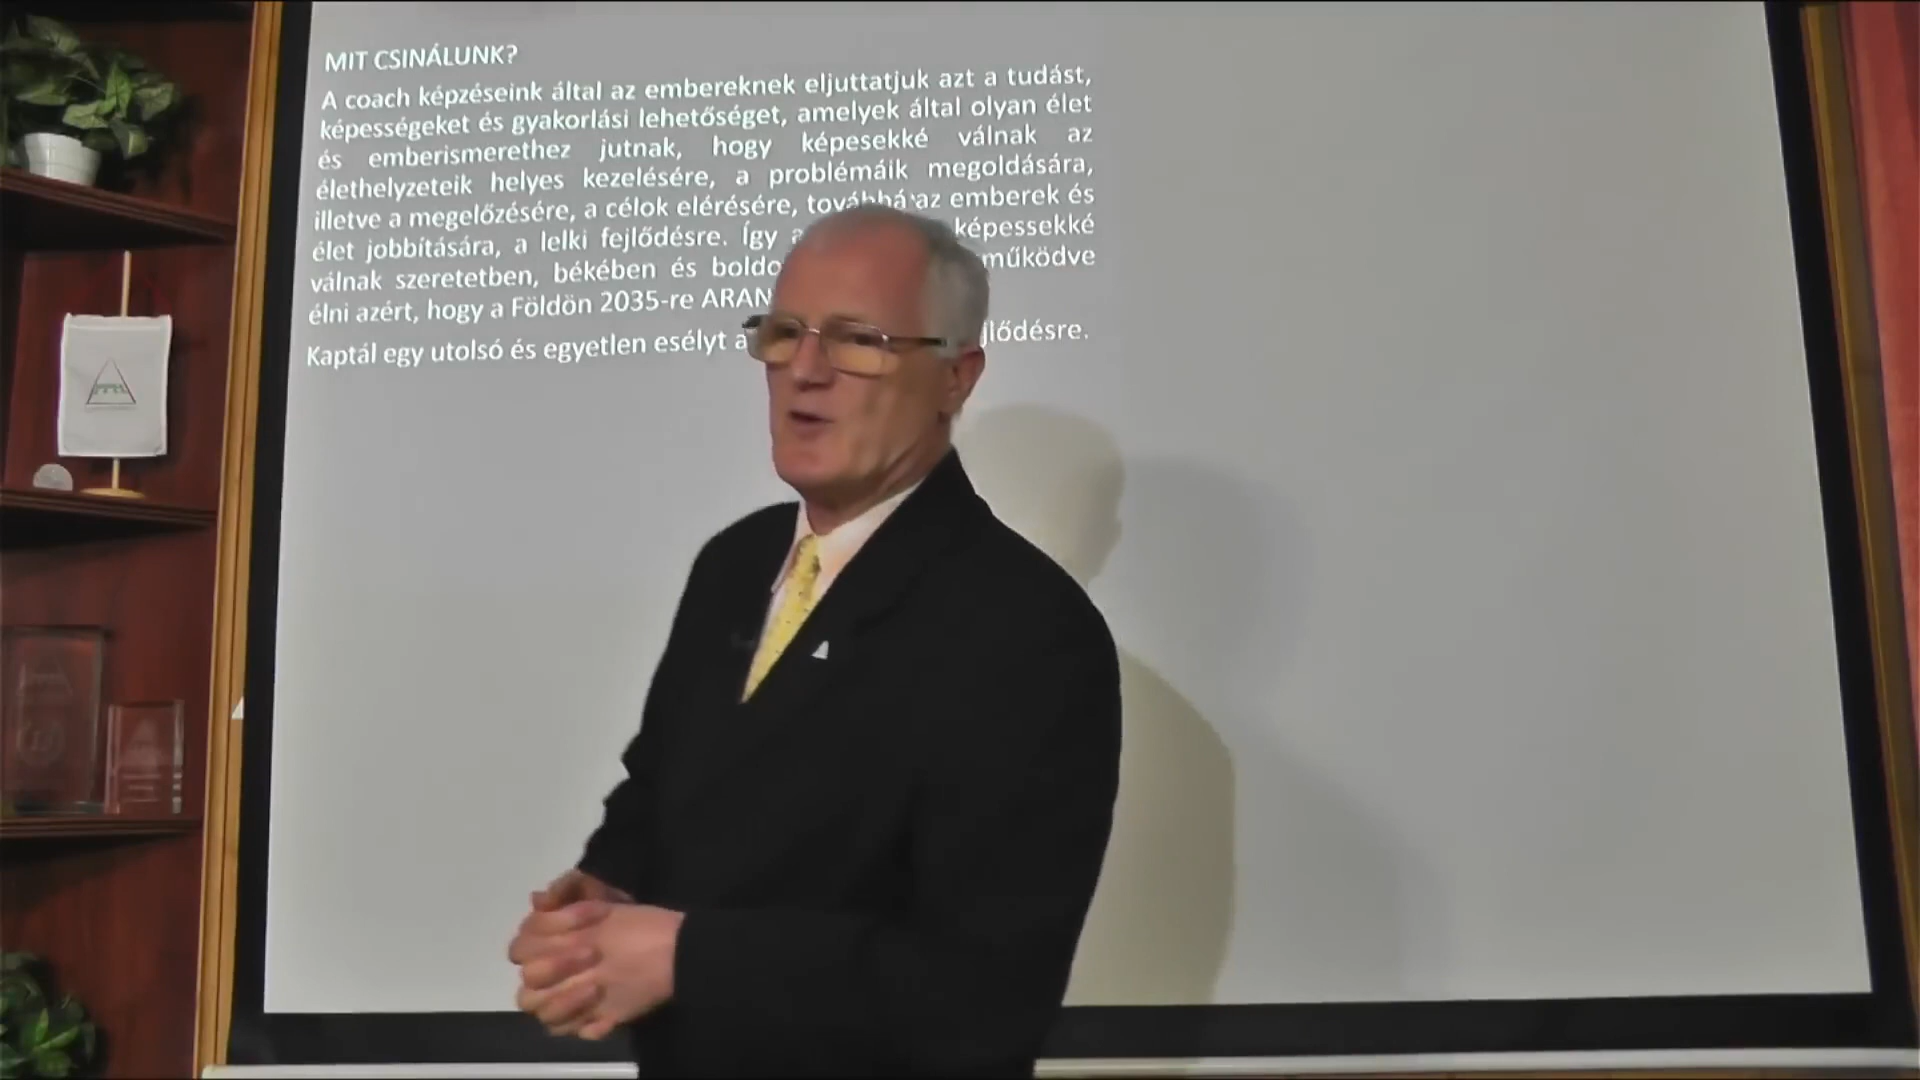 MIT CSINÁLUNK?
A coach képzéseink által az embereknek eljuttatjuk azt a tudást,
képességeket és gyakorlási lehetőséget, amelyek által olyan élet
és emberismerethez jutnak, hogy képesekké válnak az
élethelyzeteik helyes kezelésére, a problémáik megoldására,
illetve a megelőzésére, a célok elérésére, továbbá az emberek és
élet jobbítására, a lelki fejlődésre. Így képessekké
válnak szeretetben, békében és
élni azért, hogy a Földön 2035-re
Kaptál egy utolsó és egyetlen esélyt